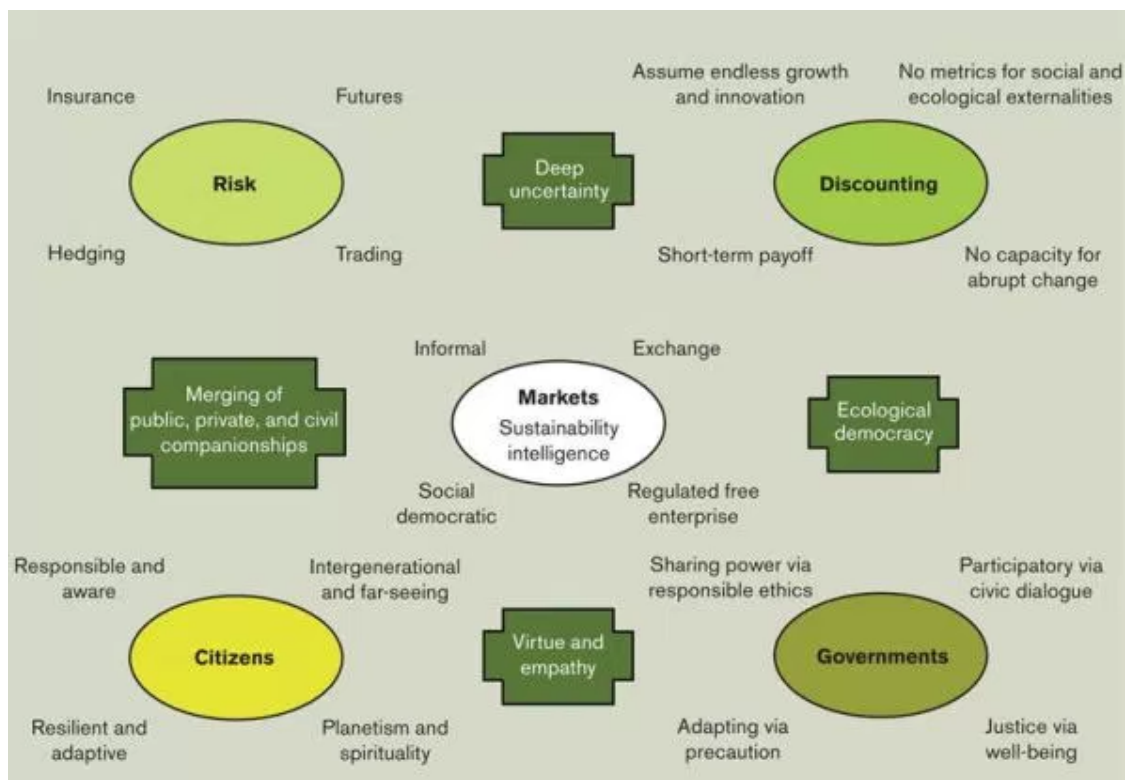 Insurance
Futures
Assume endless growth
and innovation
No metrics for social and
ecological externalities
Risk
Deep
uncertainty
Discounting
Hedging
Trading
Short-term payoff
No capacity for
abrupt change
Informal
Exchange
Merging of
public, private, and civil
companionships
Markets
Sustainability
intelligence
Ecological
democracy
Social
democratic
Regulated free
enterprise
Responsible and
aware
Intergenerational
and far-seeing
Sharing power via
responsible ethics
Participatory via
civic dialogue
Citizens
Virtue and
empathy
Governments
Resilient and
adaptive
Planetism and
spirituality
Adapting via
precaution
Justice via
well-being